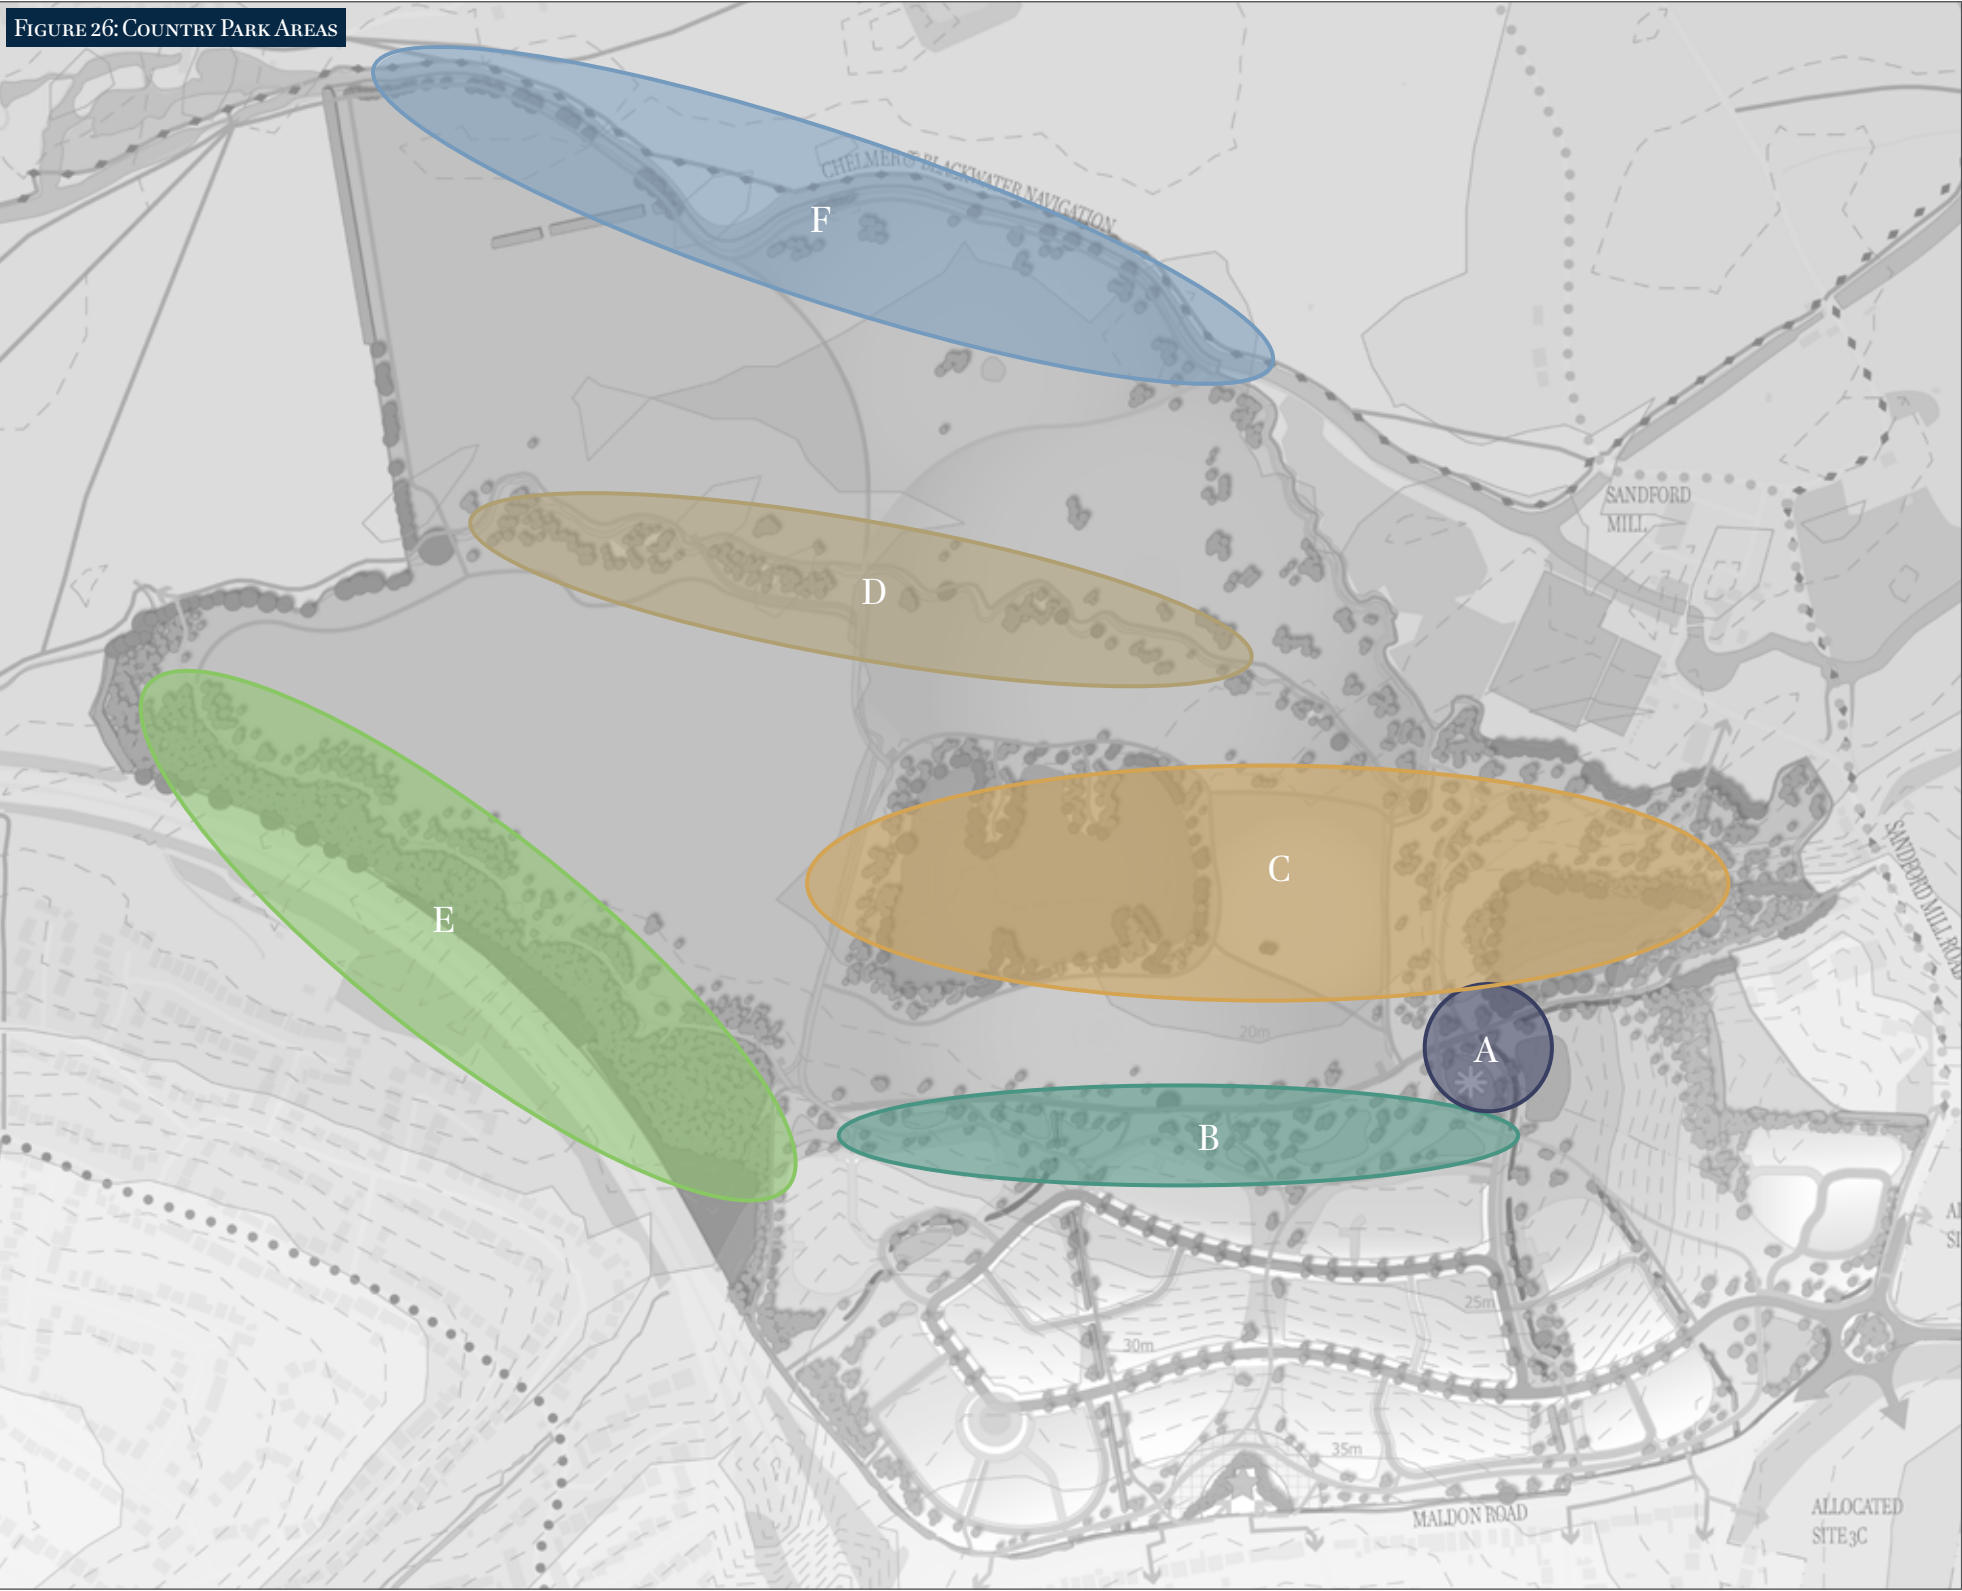 Figure 26: Country Park Areas
CHELMER & BLACKWATER NAVIGATION
F
SANDFORD
MILL
D
SANDFORD MILL ROAD
C
E
20m
A
B
25m
30m
35m
MALDON ROAD
ALLOCATED
SITE 3C